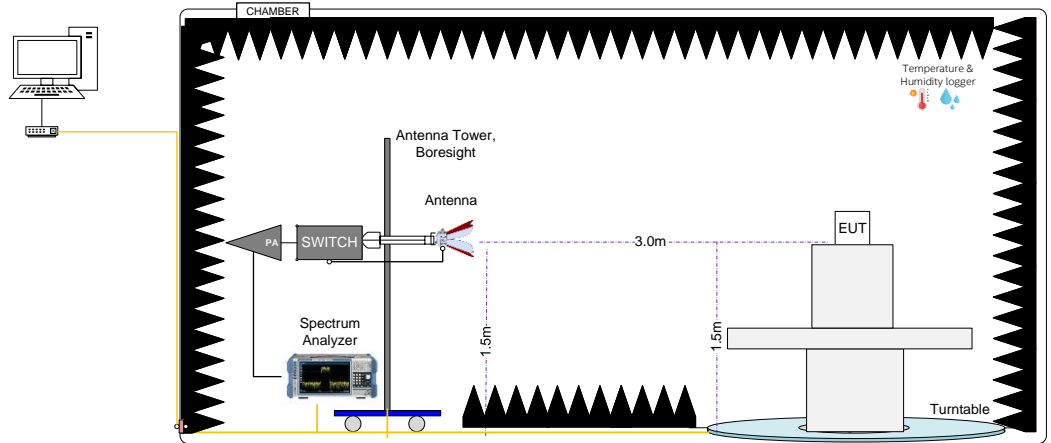 CHAMBER
Temperature &
Humidity logger
Antenna Tower,
Boresight
Antenna
PA
SWITCH
3.0m
EUT
1.5m
1.5m
Spectrum
Analyzer
Turntable